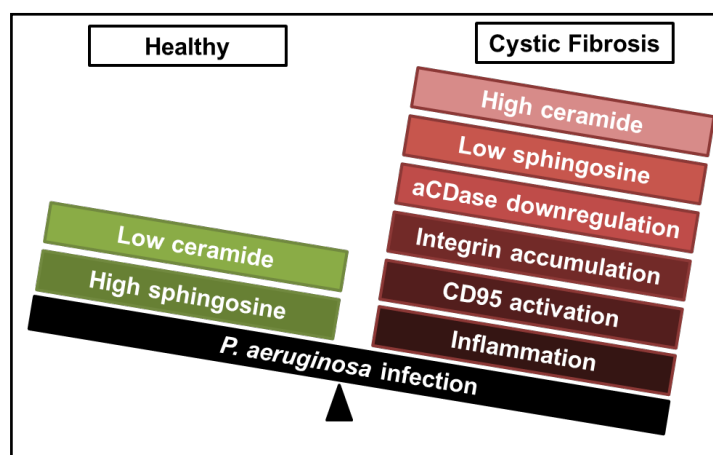 Healthy
Cystic Fibrosis
High ceramide
Low sphingosine
aCDase downregulation
Low ceramide
Integrin accumulation
High sphingosine
CD95 activation
Inflammation
P. aeruginosa infection